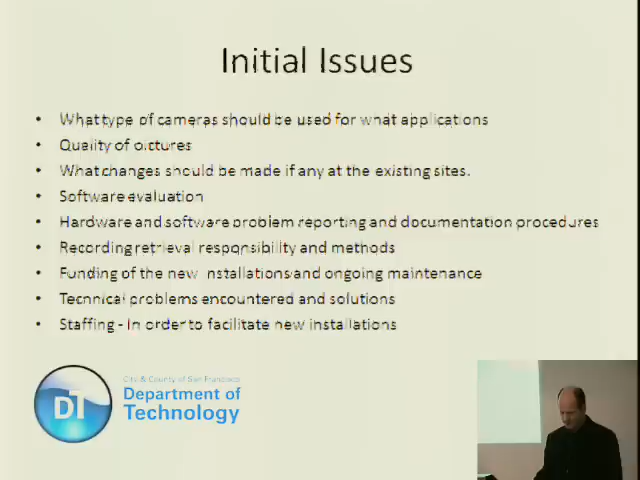 Initial Issues
• What type of cameras should be used for what applications
• Quality of pictures
• What changes should be made if any at the existing sites.
• Software evaluation
• Hardware and software problem reporting and documentation procedures
• Recording retrieval responsibility and methods
• Funding of the new installations and ongoing maintenance
• Technical problems encountered and solutions
• Staffing - In order to facilitate new installations
City & County of San Francisco
DT
Department of
Technology